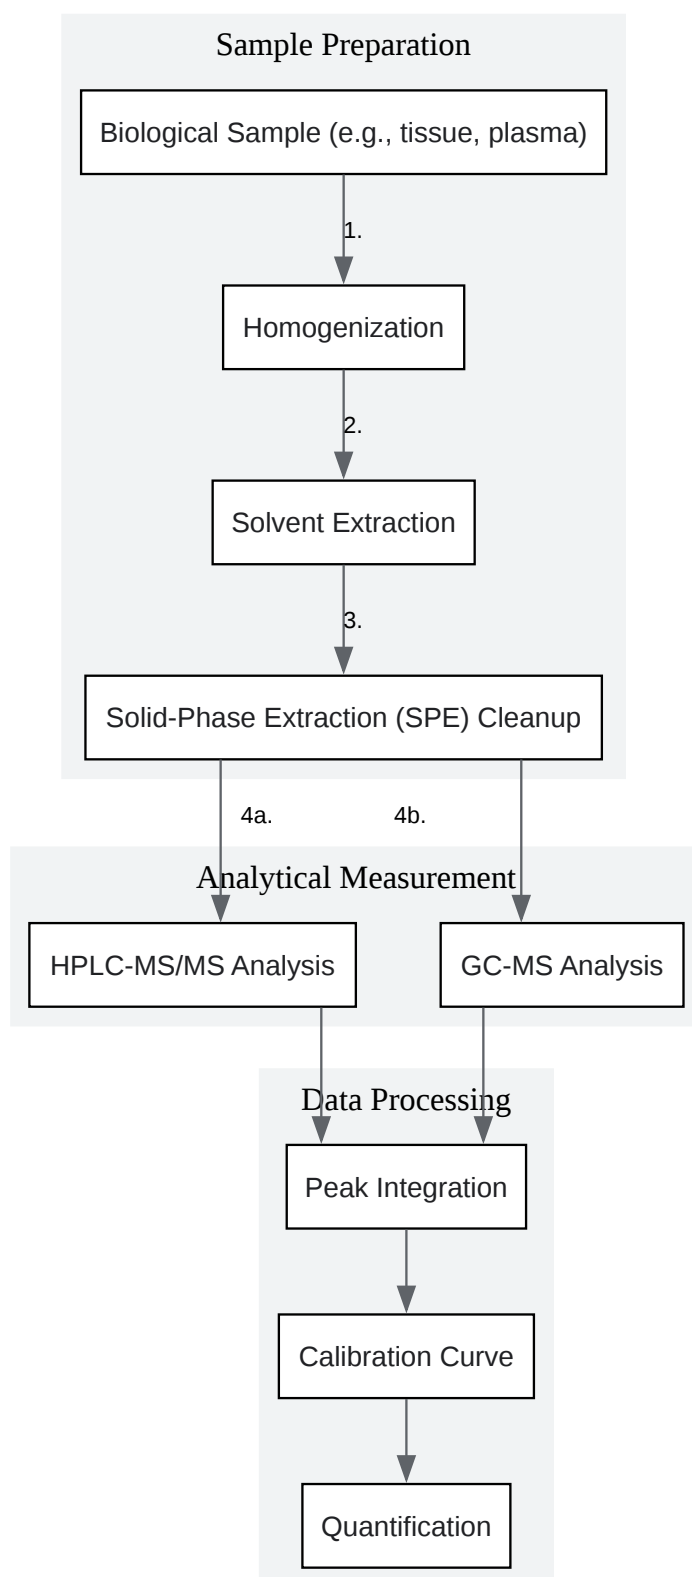 Sample Preparation
Biological Sample (e.g., tissue, plasma)
1.
Homogenization
2.
Solvent Extraction
3.
Solid-Phase Extraction (SPE) Cleanup
4a.
4b.
Analytical Measurement
HPLC-MS/MS Analysis
GC-MS Analysis
Data Processing
Peak Integration
Calibration Curve
Quantification